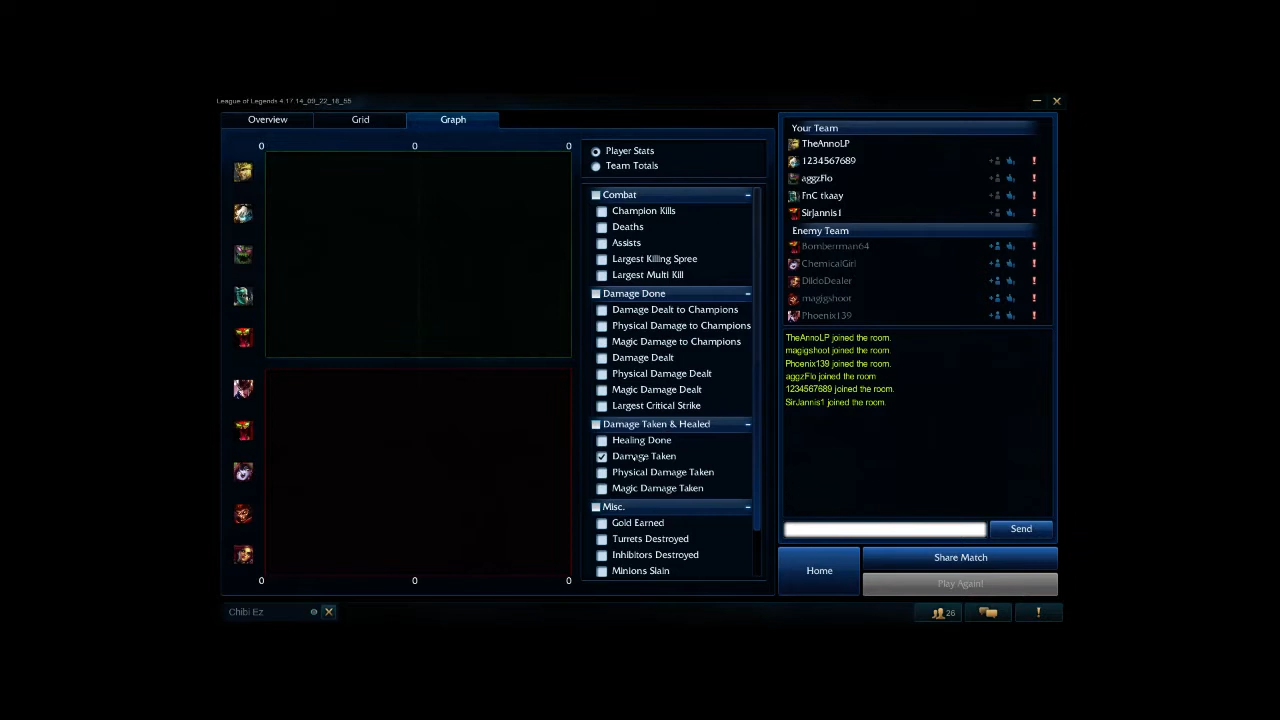 League of Legends 4.17.14_09_22_18_55
Overview
Grid
Graph
0 0 0
0 0 0
Player Stats
Team Totals
Combat
Champion Kills
Deaths
Assists
Largest Killing Spree
Largest Multi Kill
Damage Done
Damage Dealt to Champions
Physical Damage to Champions
Magic Damage to Champions
Damage Dealt
Physical Damage Dealt
Magic Damage Dealt
Largest Critical Strike
Damage Taken & Healed
Healing Done
Damage Taken
Physical Damage Taken
Magic Damage Taken
Misc.
Gold Earned
Turrets Destroyed
Inhibitors Destroyed
Minions Slain
Your Team
TheAnnoLP
1234567689
aggzFlo
FnC tkaay
SirJannis1
Enemy Team
Bomberrman64
ChemicalGirl
DildoDealer
magigshoot
Phoenix139
TheAnnoLP joined the room.
magigshoot joined the room.
Phoenix139 joined the room.
aggzFlo joined the room
1234567689 joined the room.
SirJannis1 joined the room.
Send
Home
Share Match
Play Again!
Chibi Ez
26